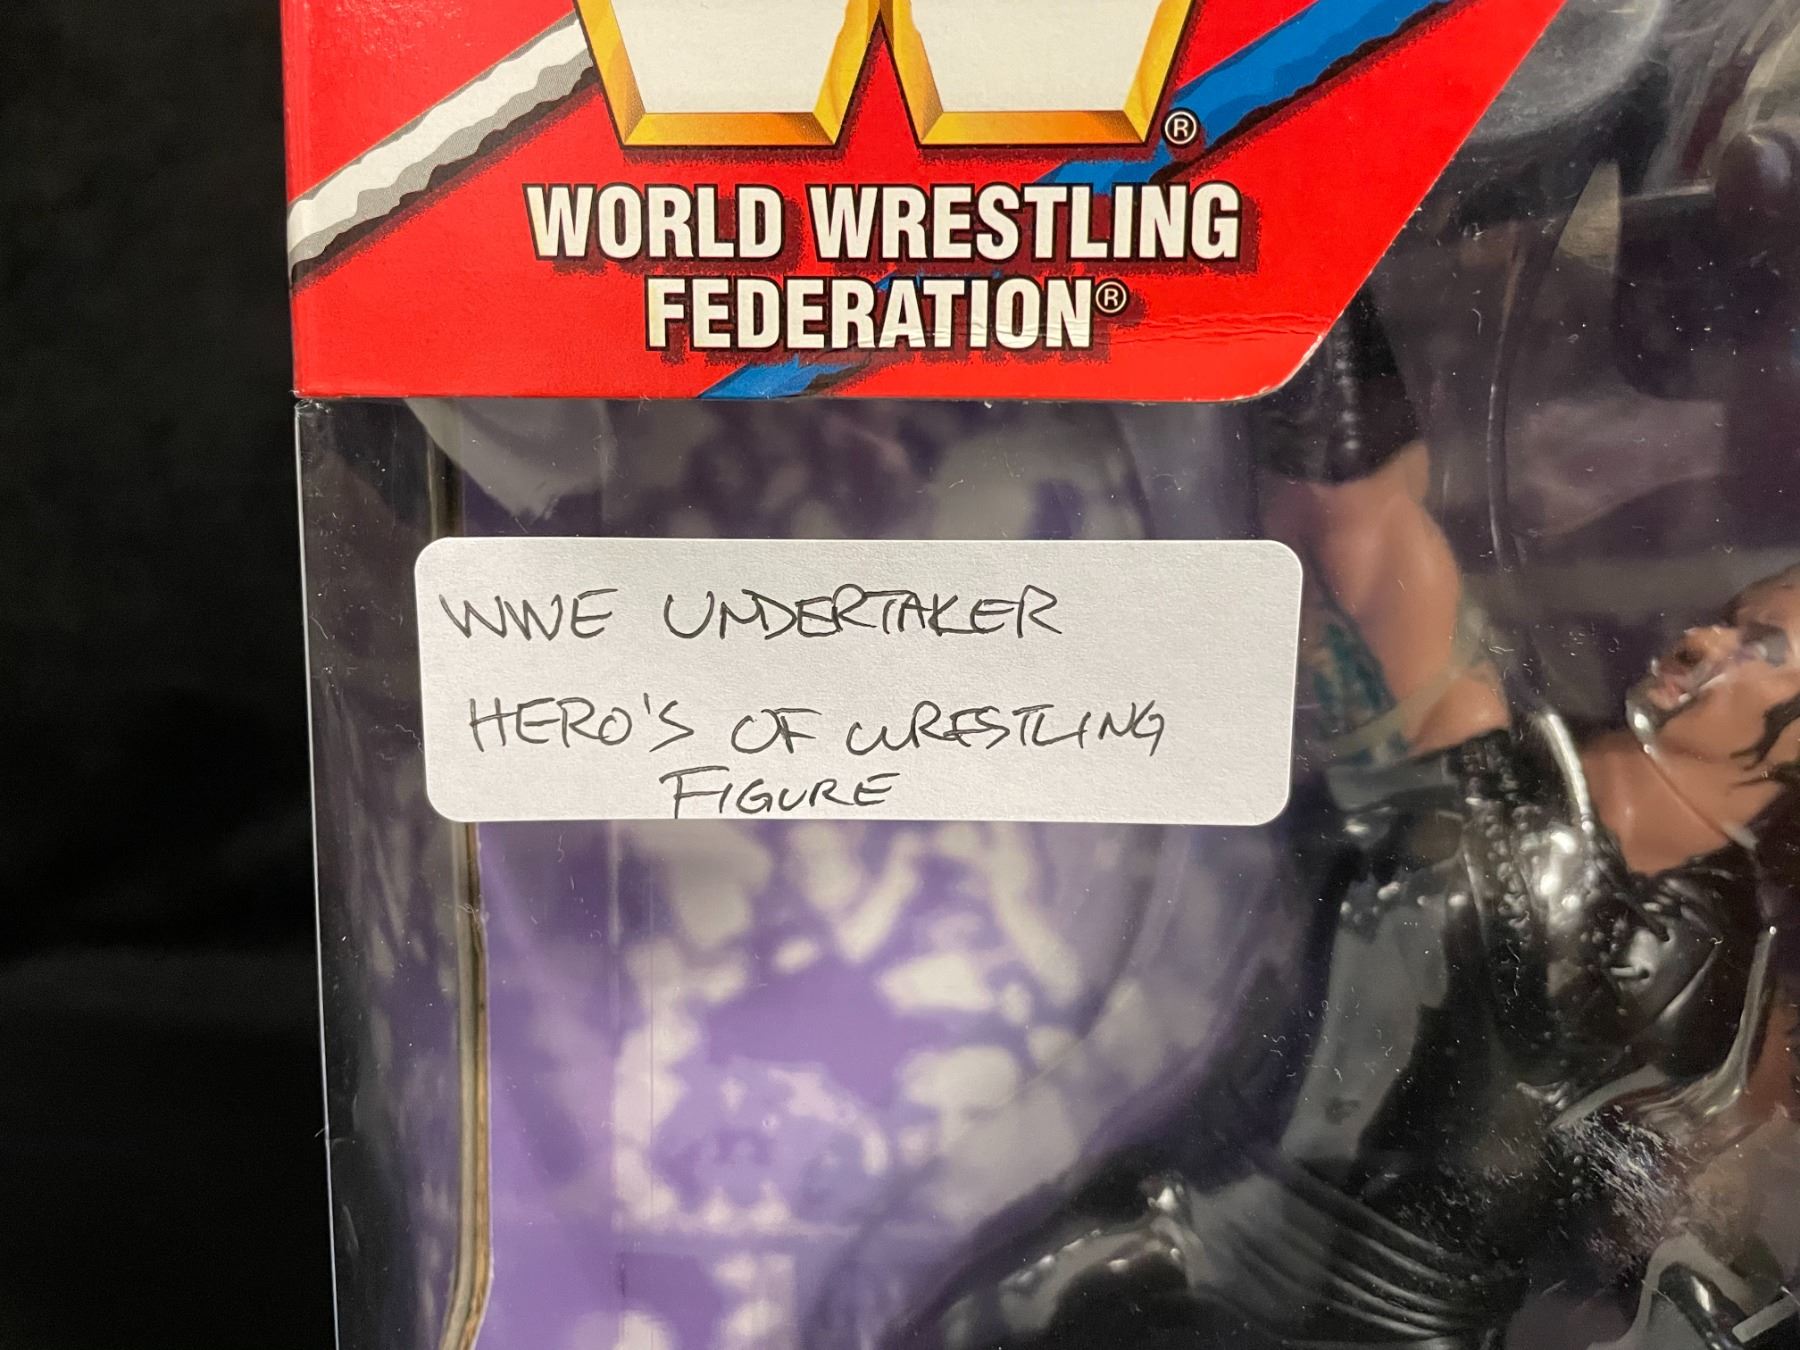 ®
WORLD WRESTLING
FEDERATION®
WWE UNDERTAKER
HERO'S OF WRESTLING
FIGURE